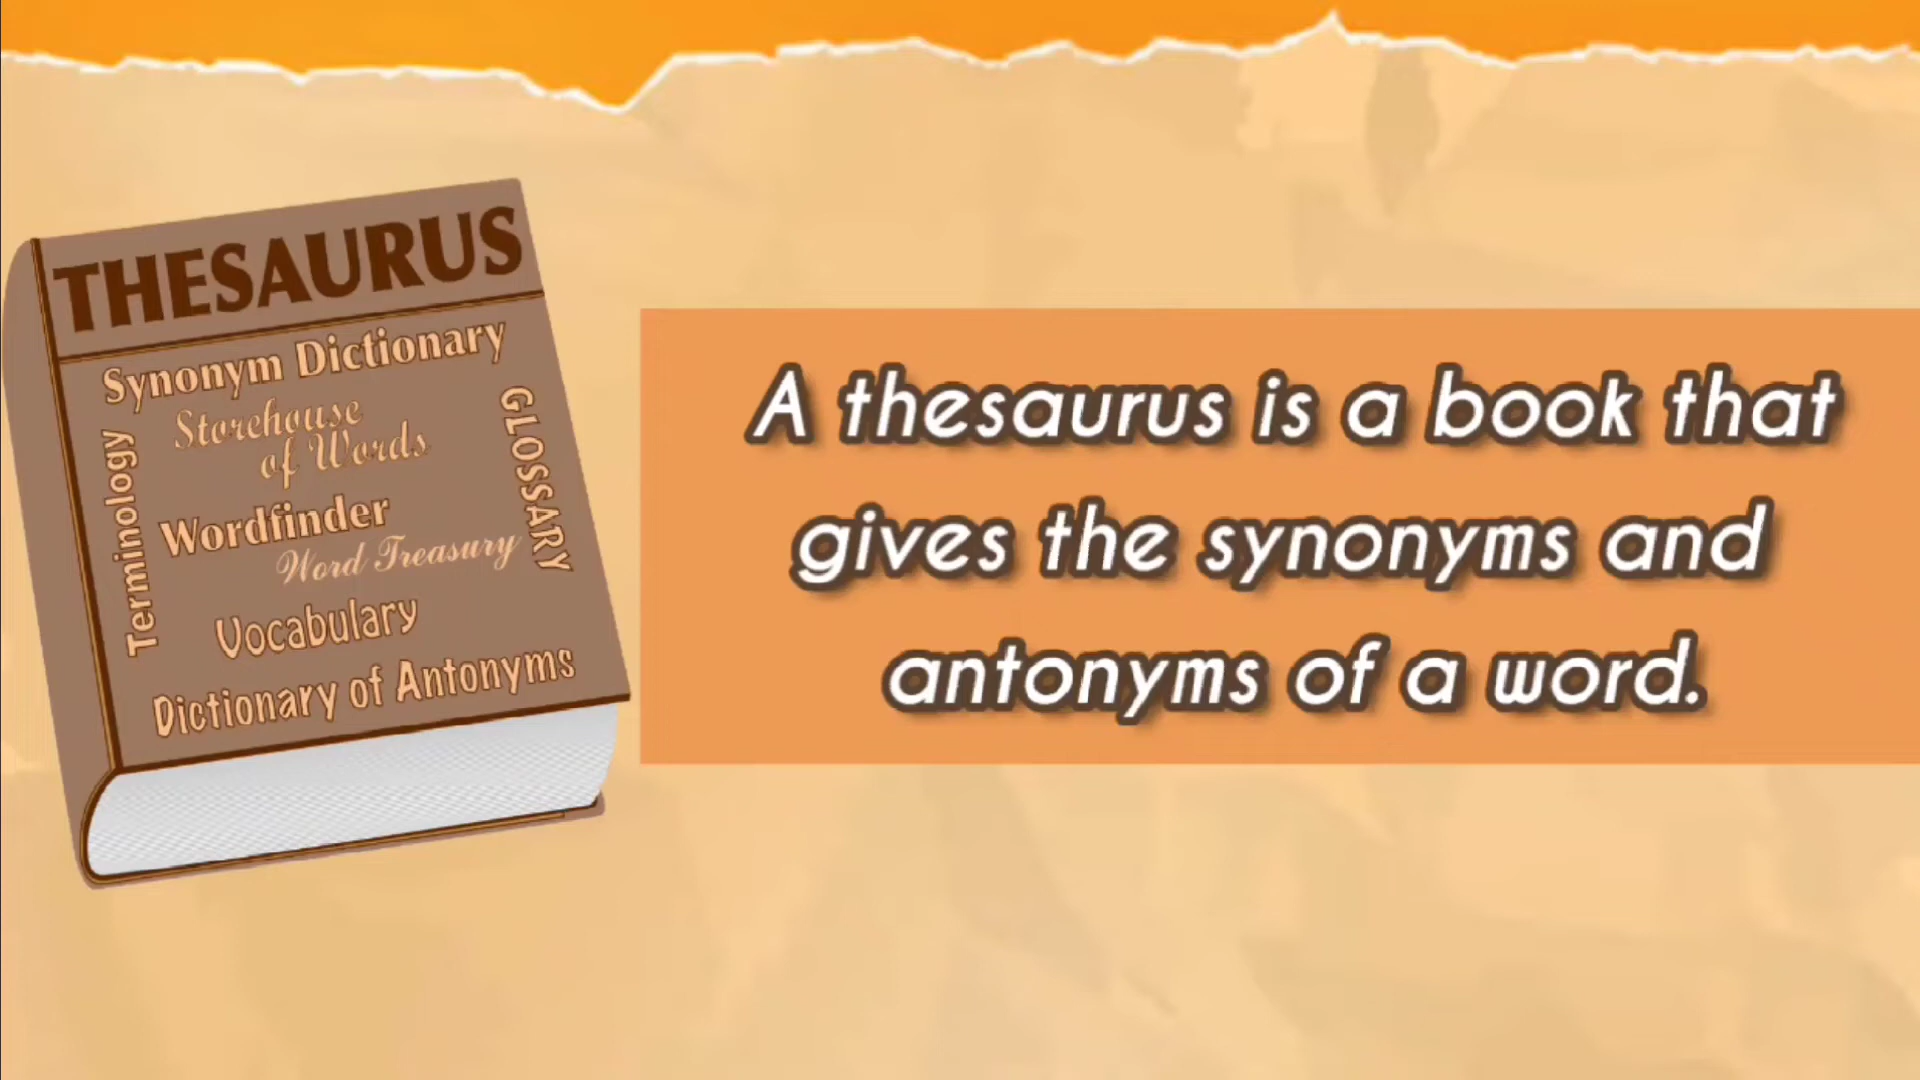 THESAURUS
Synonym Dictionary
Storehouse
of Words
Terminology
GLOSSARY
Wordfinder
Word Treasury
Vocabulary
Dictionary of Antonyms
A thesaurus is a book that
gives the synonyms and
antonyms of a word.